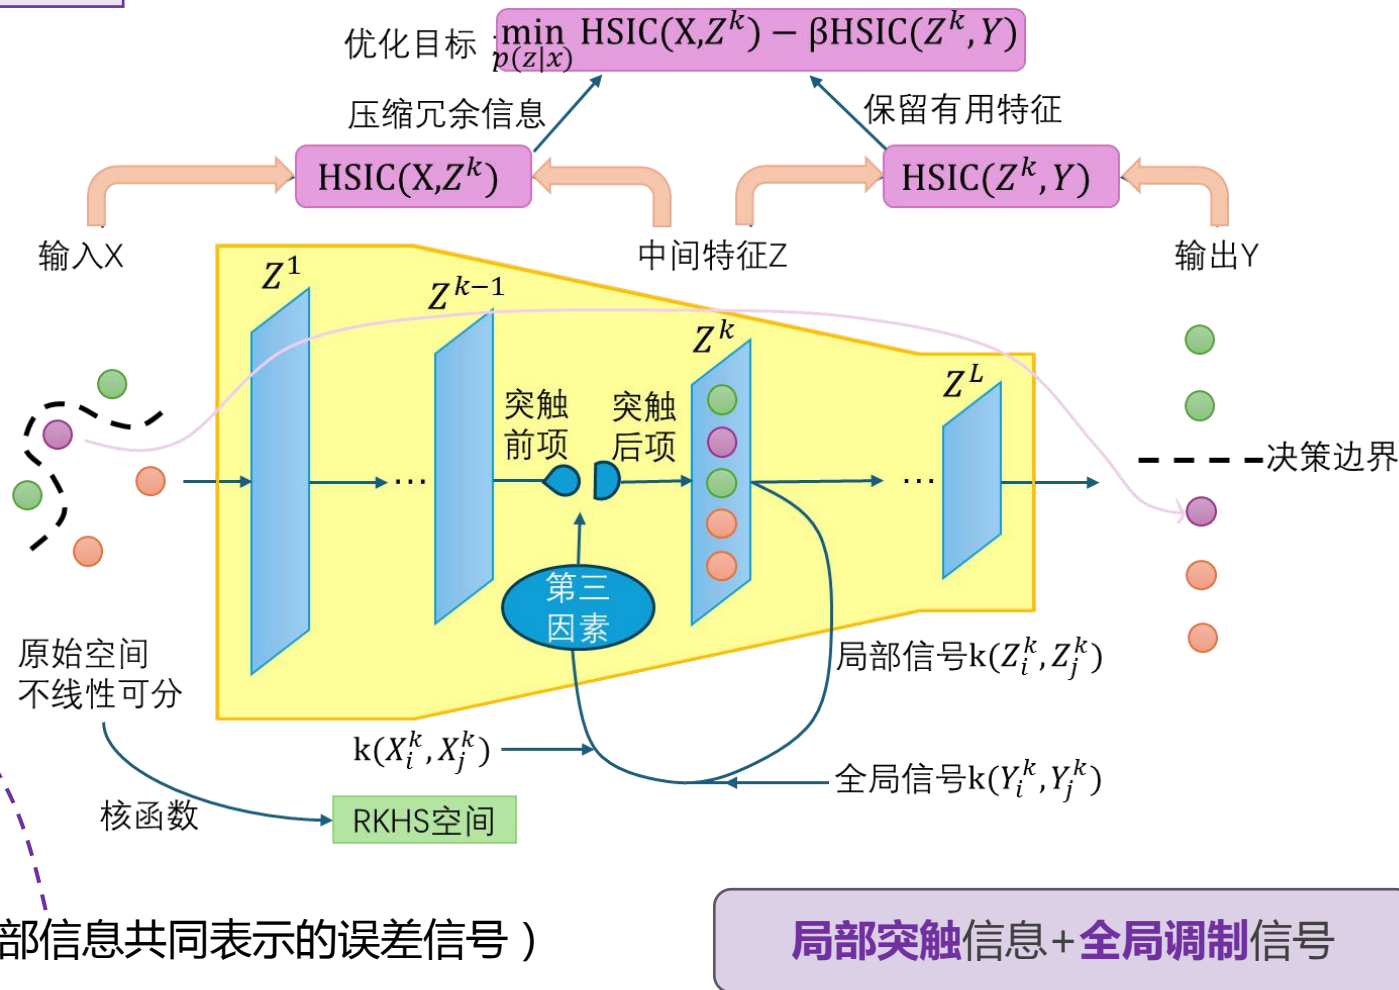 优化目标 min HSIC(X,Z^k) − βHSIC(Z^k,Y)
p(z|x)
压缩冗余信息
保留有用特征
HSIC(X,Z^k)
HSIC(Z^k,Y)
输入X
中间特征Z
输出Y
Z^1
Z^{k−1}
Z^k
Z^L
突触
前项
突触
后项
...
...
决策边界
第三
因素
原始空间
不线性可分
局部信号k(Z_i^k,Z_j^k)
k(X_i^k,X_j^k)
全局信号k(Y_i^k,Y_j^k)
核函数
RKHS空间
部信息共同表示的误差信号）
局部突触信息+全局调制信号